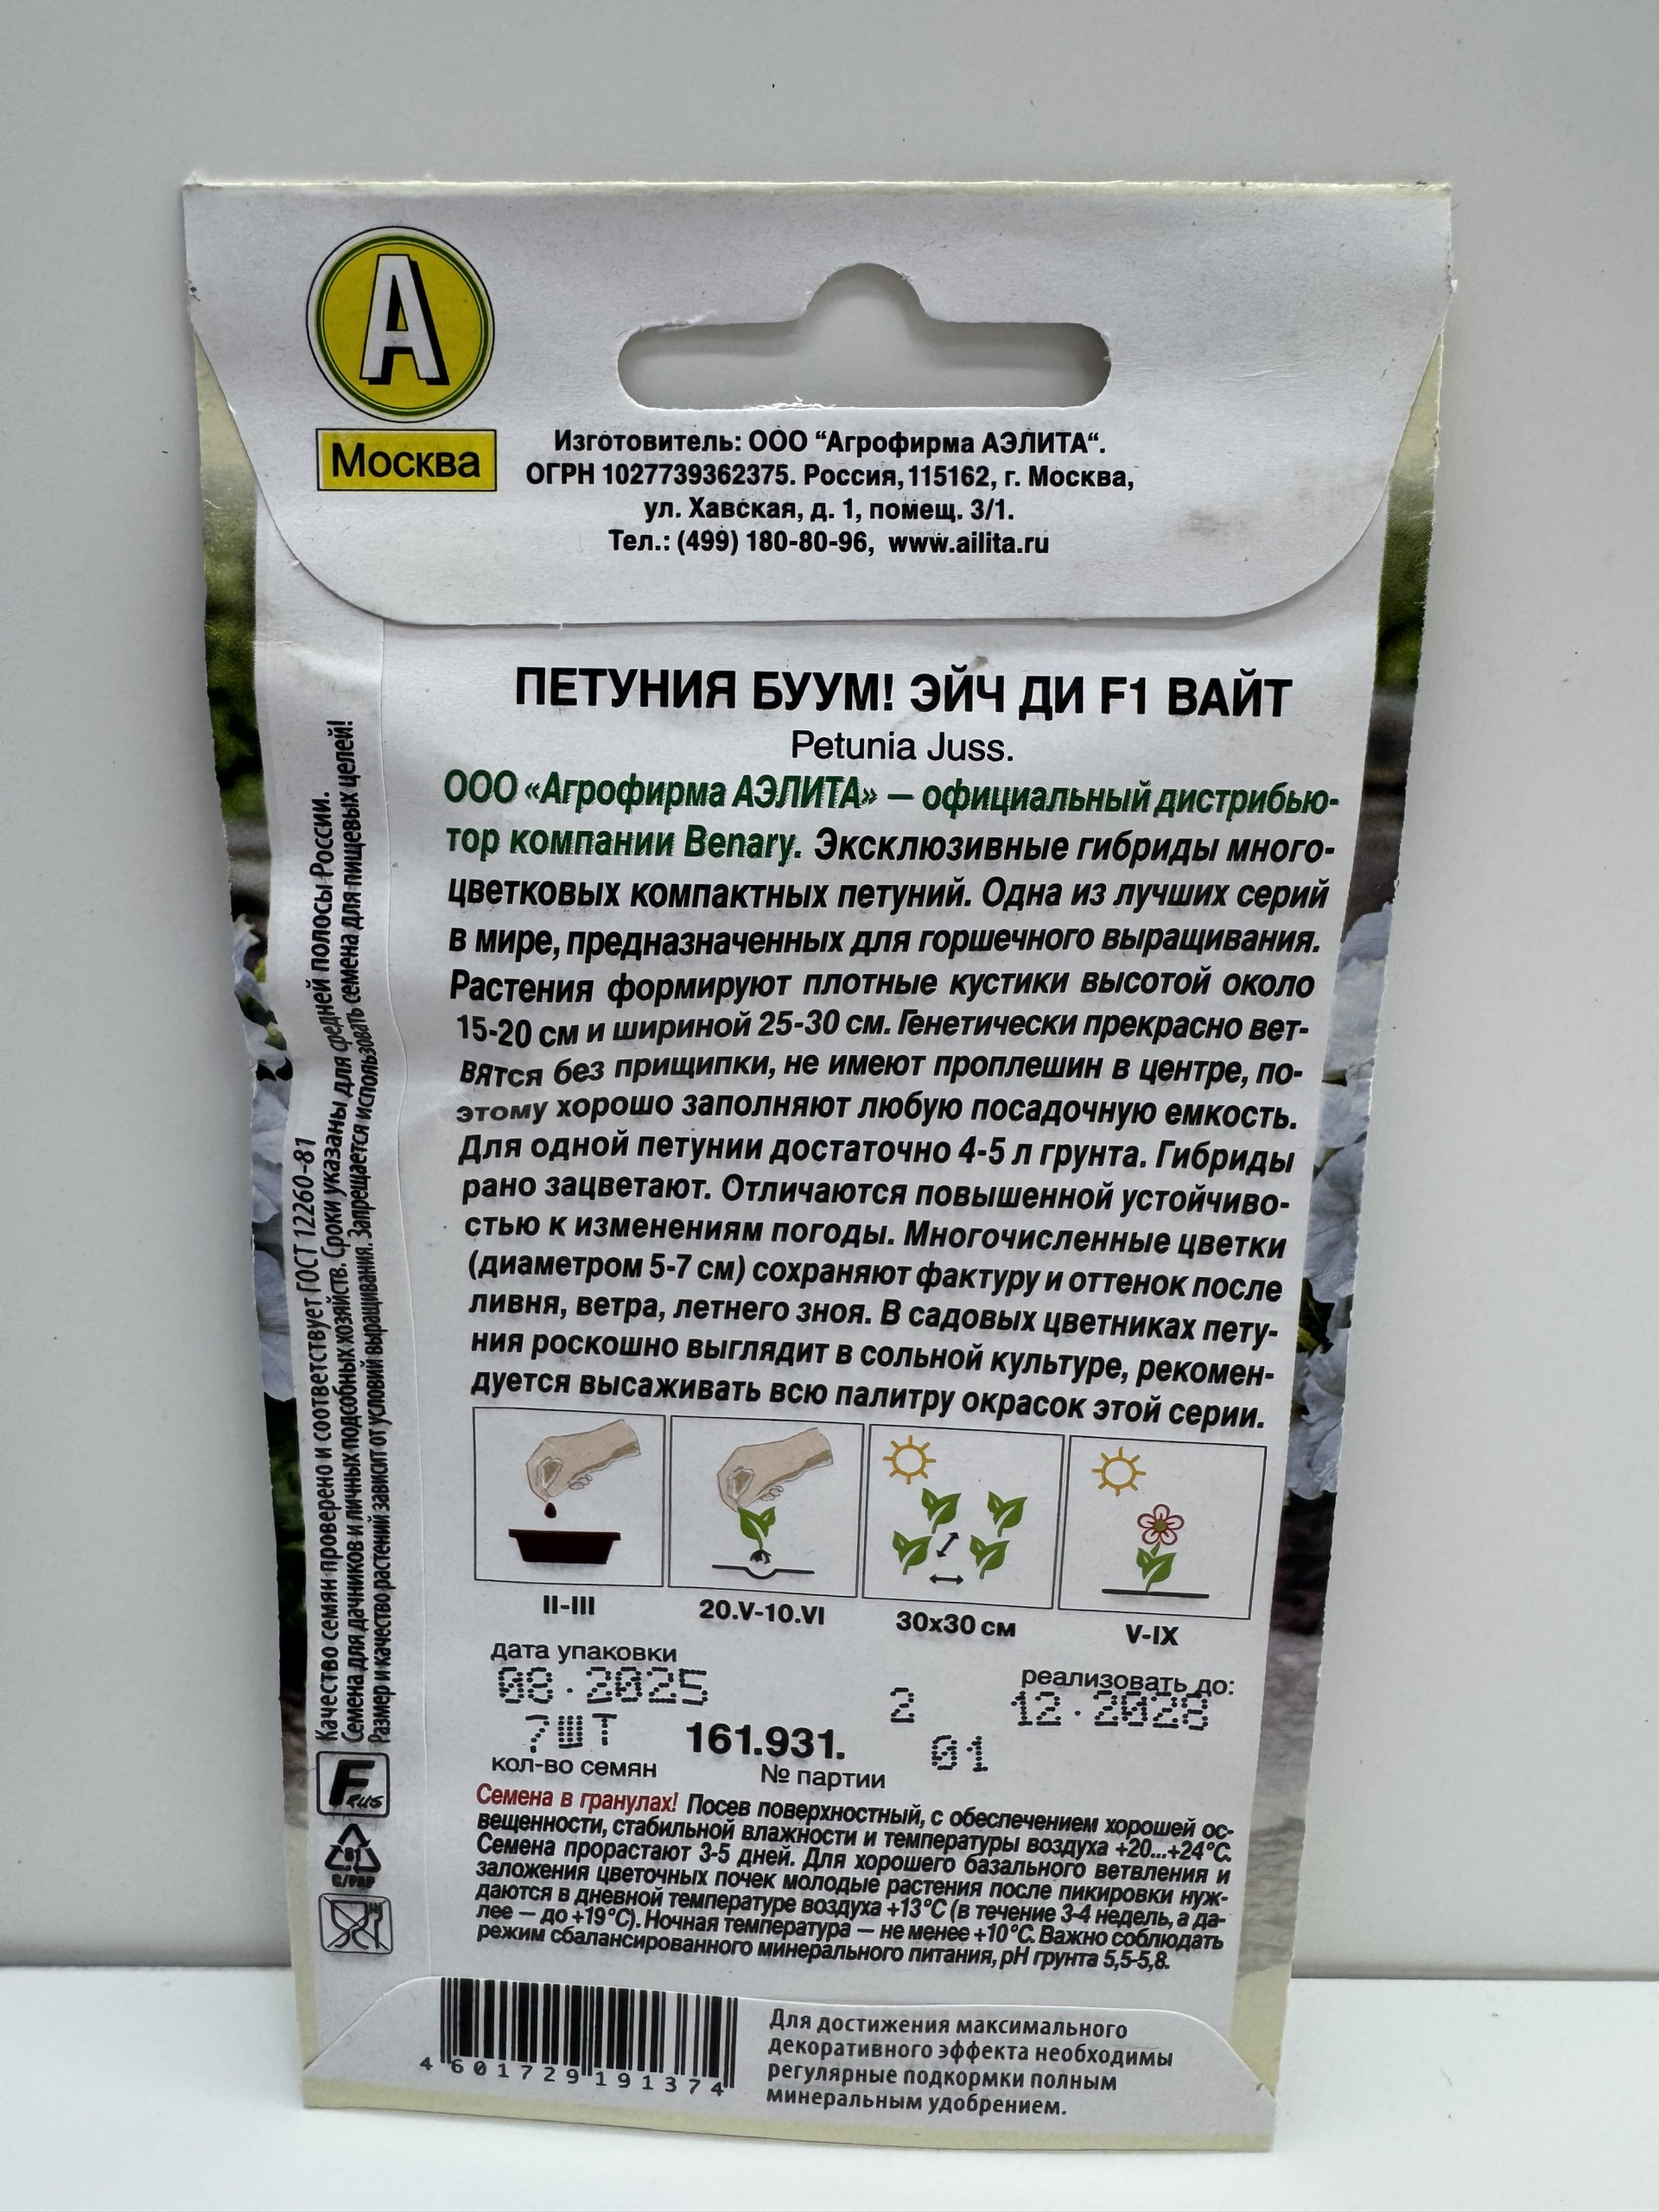 А
Москва
Изготовитель: ООО “Агрофирма АЭЛИТА“.
ОГРН 1027739362375. Россия, 115162, г. Москва,
ул. Хавская, д. 1, помещ. 3/1.
Тел.: (499) 180-80-96, www.ailita.ru
ПЕТУНИЯ БУУМ! ЭЙЧ ДИ F1 ВАЙТ
Petunia Juss.
ООО «Агрофирма АЭЛИТА» — официальный дистрибью-
тор компании Benary. Эксклюзивные гибриды много-
цветковых компактных петуний. Одна из лучших серий
в мире, предназначенных для горшечного выращивания.
Растения формируют плотные кустики высотой около
15-20 см и шириной 25-30 см. Генетически прекрасно вет-
вятся без прищипки, не имеют проплешин в центре, по-
этому хорошо заполняют любую посадочную емкость.
Для одной петунии достаточно 4-5 л грунта. Гибриды
рано зацветают. Отличаются повышенной устойчиво-
стью к изменениям погоды. Многочисленные цветки
(диаметром 5-7 см) сохраняют фактуру и оттенок после
ливня, ветра, летнего зноя. В садовых цветниках пету-
ния роскошно выглядит в сольной культуре, рекомен-
дуется высаживать всю палитру окрасок этой серии.
II-III
20.V-10.VI
30х30 см
V-IX
дата упаковки
08.2025
реализовать до:
2
12.2028
7ШТ
161.931.
01
кол-во семян
№ партии
Семена в гранулах! Посев поверхностный, с обеспечением хорошей ос-
вещенности, стабильной влажности и температуры воздуха +20...+24°С.
Семена прорастают 3-5 дней. Для хорошего базального ветвления и
заложения цветочных почек молодые растения после пикировки нуж-
даются в дневной температуре воздуха +13°С (в течение 3-4 недель, а да-
лее — до +19°С). Ночная температура — не менее +10°С. Важно соблюдать
режим сбалансированного минерального питания, pH грунта 5,5-5,8.
Качество семян проверено и соответствует ГОСТ 12260-81
Семена для дачников и личных подсобных хозяйств. Сроки указаны для средней полосы России.
Размер и качество растений зависит от условий выращивания. Запрещается использовать семена для пищевых целей!
F RUS
81
C/PAP
4 601729 191374
Для достижения максимального
декоративного эффекта необходимы
регулярные подкормки полным
минеральным удобрением.